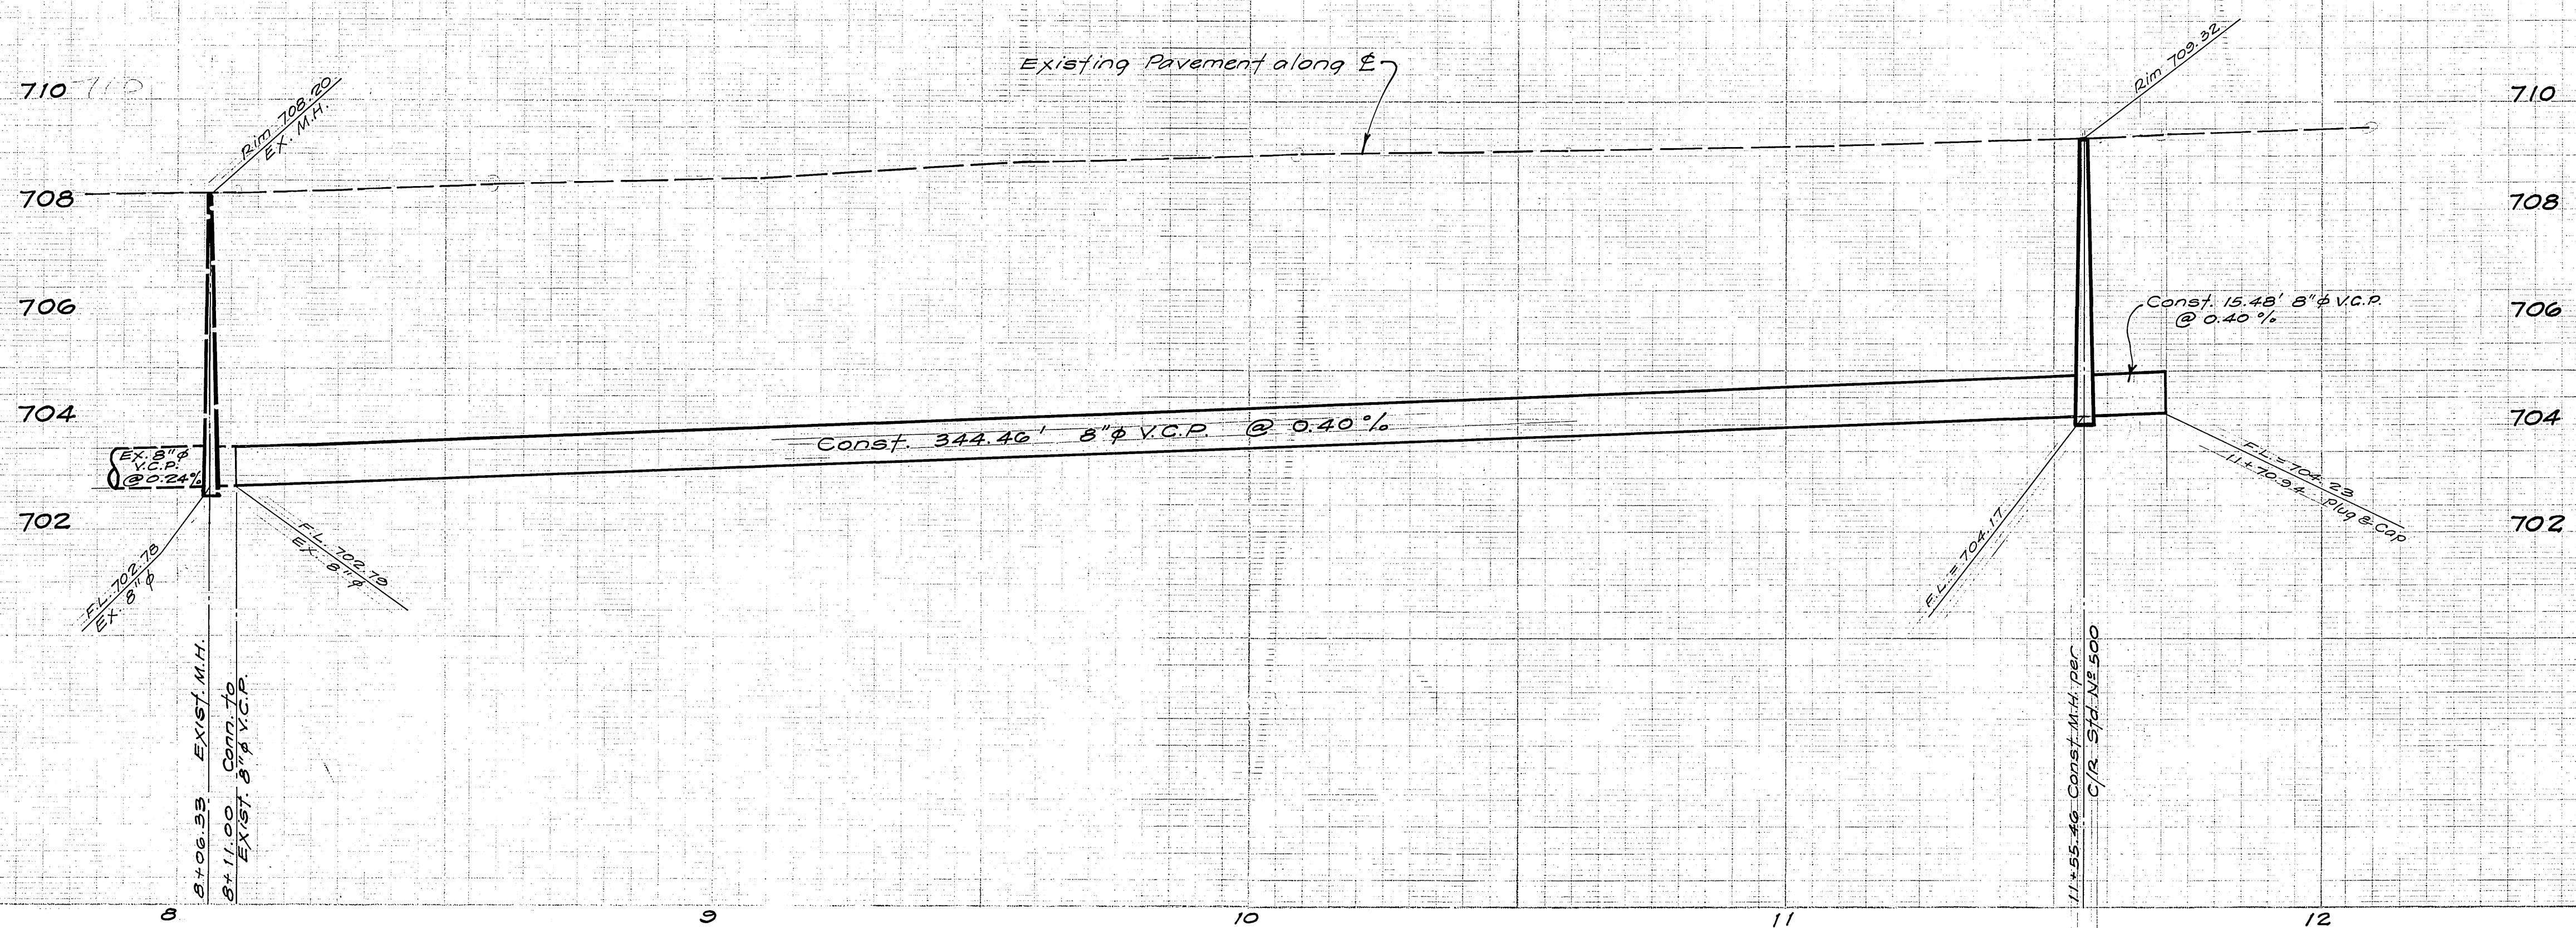 Existing Pavement along ℄
Rim 709.32
710 710
710
Rim 708.20
EX. M.H.
708
708
706
706
Const. 15.48' 8"φ V.C.P.
@ 0.40 %
704
704
Const. 344.46' 8"φ V.C.P. @ 0.40 %
EX. 8"φ
V.C.P.
@ 0.24%
702
702
F.L. 702.78
EX. 8"φ
F.L. 702.79
EX. 8"φ
F.L. = 704.17
F.L. = 704.23
11+70.94 Plug & Cap
8+06.33 EXIST. M.H.
8+11.00 Conn. to
EXIST. 8"φ V.C.P.
11+55.46 Const. M.H. per
C/R Std. Nº 500
8
9
10
11
12